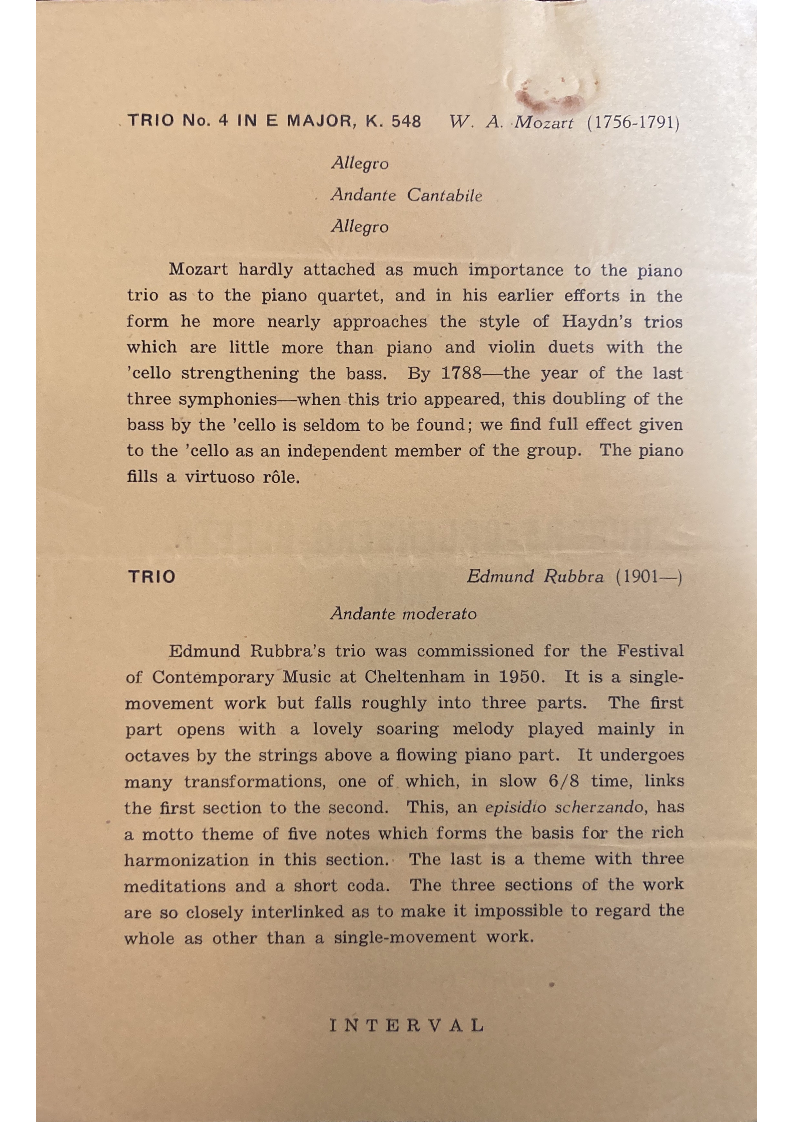 TRIO No. 4 IN E MAJOR, K. 548 W. A. Mozart (1756-1791)
Allegro
Andante Cantabile
Allegro
Mozart hardly attached as much importance to the piano
trio as to the piano quartet, and in his earlier efforts in the
form he more nearly approaches the style of Haydn's trios
which are little more than piano and violin duets with the
'cello strengthening the bass. By 1788—the year of the last
three symphonies—when this trio appeared, this doubling of the
bass by the 'cello is seldom to be found; we find full effect given
to the 'cello as an independent member of the group. The piano
fills a virtuoso rôle.
TRIO Edmund Rubbra (1901—)
Andante moderato
Edmund Rubbra's trio was commissioned for the Festival
of Contemporary Music at Cheltenham in 1950. It is a single-
movement work but falls roughly into three parts. The first
part opens with a lovely soaring melody played mainly in
octaves by the strings above a flowing piano part. It undergoes
many transformations, one of which, in slow 6/8 time, links
the first section to the second. This, an episidio scherzando, has
a motto theme of five notes which forms the basis for the rich
harmonization in this section. The last is a theme with three
meditations and a short coda. The three sections of the work
are so closely interlinked as to make it impossible to regard the
whole as other than a single-movement work.
INTERVAL